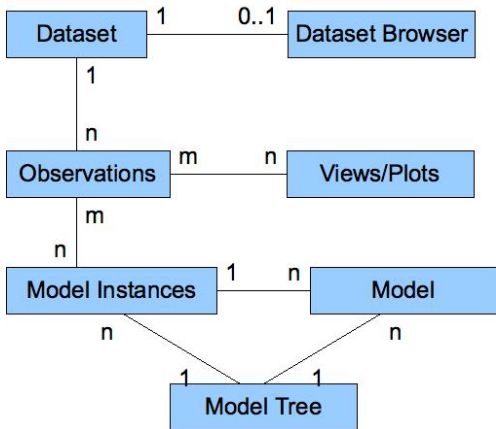 1 0..1
Dataset Dataset Browser
1
n
m n
Observations Views/Plots
m
n
1 n
Model Instances Model
n n
1 1
Model Tree